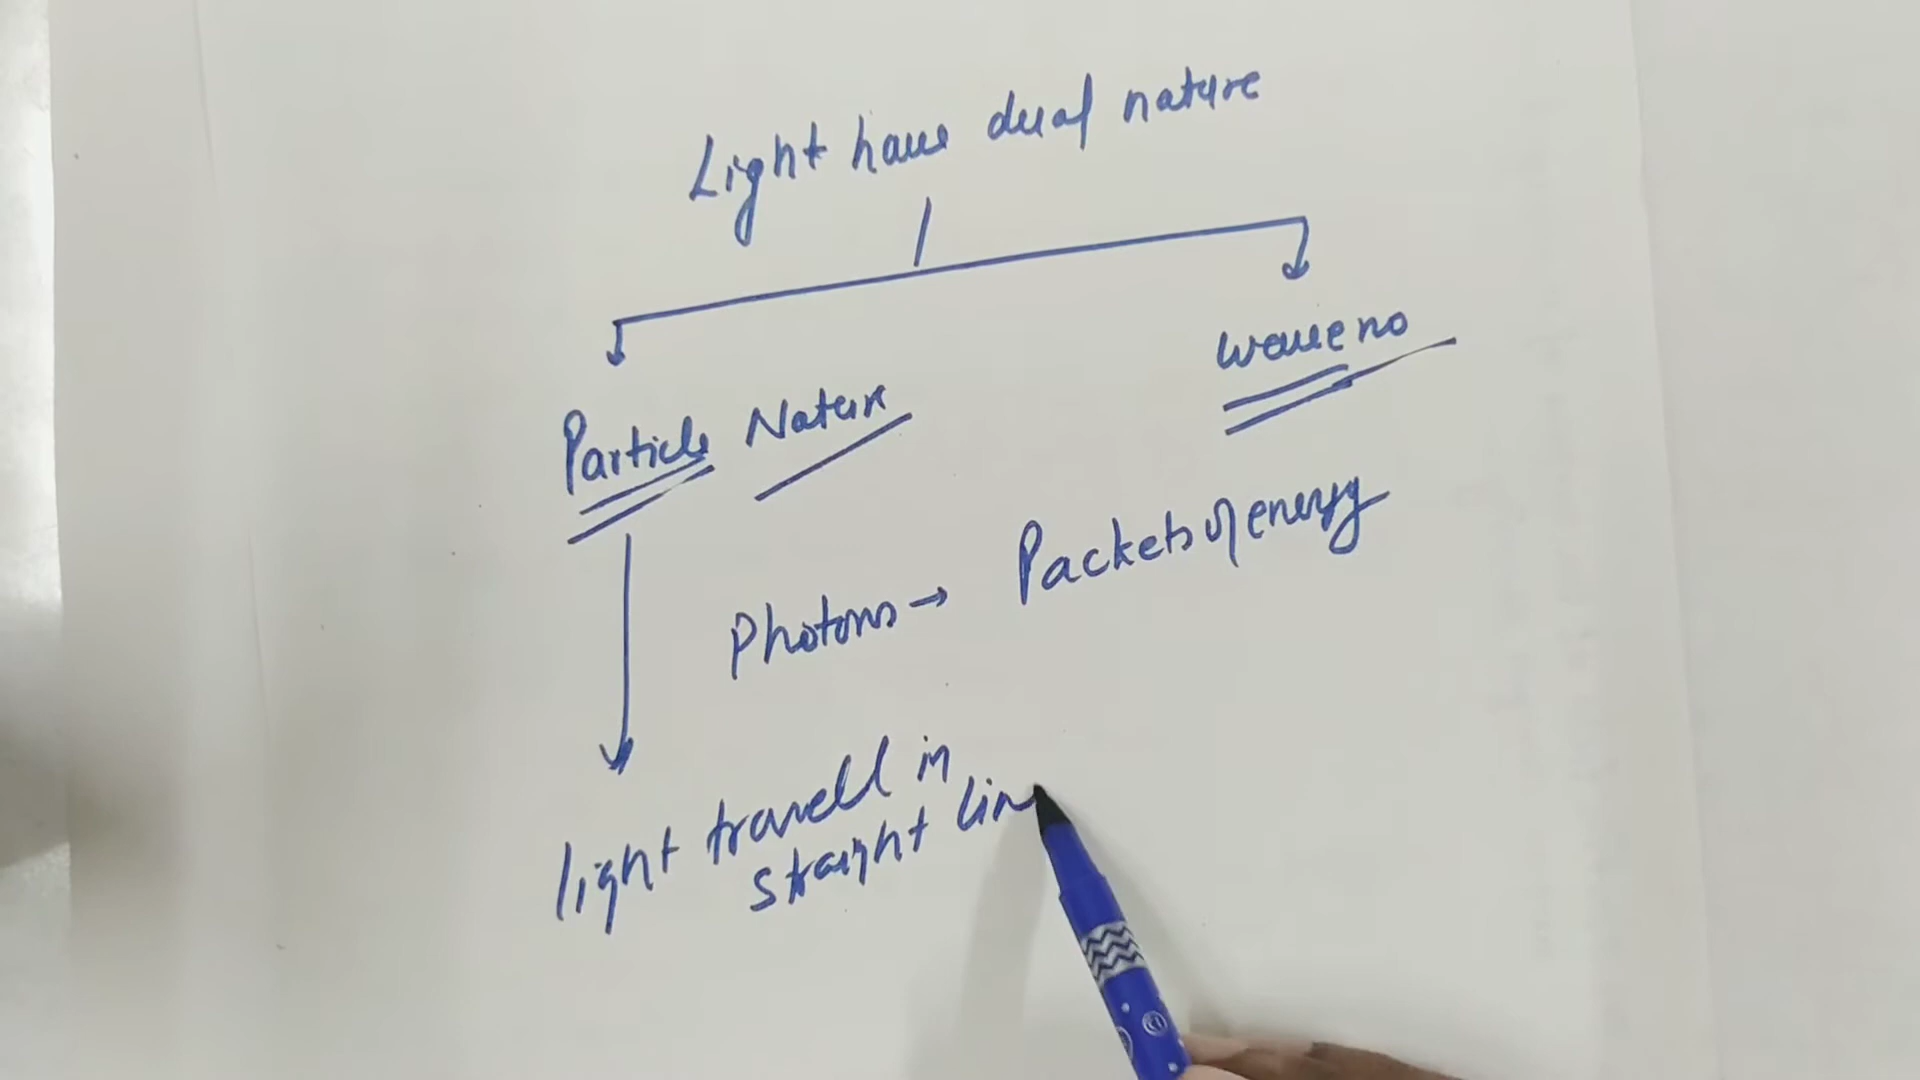 Light have dual nature
wave no
Particle Nature
Photons → Packets of energy
light travell in
straight lin